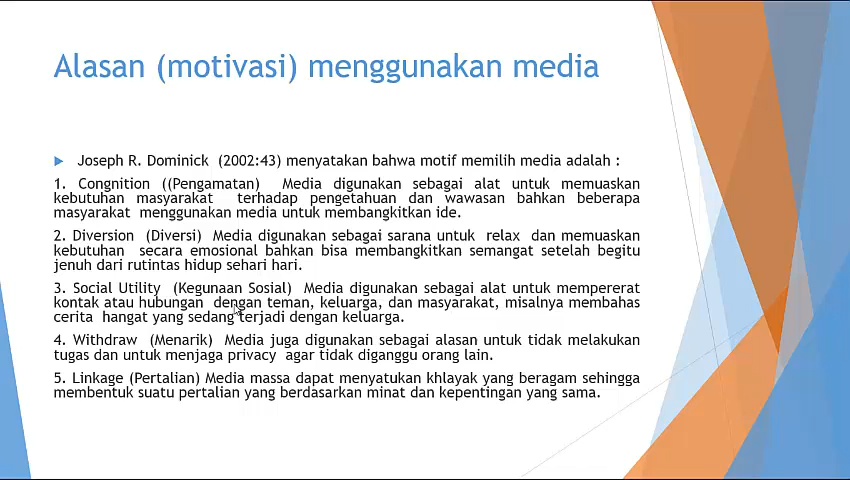 Alasan (motivasi) menggunakan media
Joseph R. Dominick (2002:43) menyatakan bahwa motif memilih media adalah :
1. Congnition ((Pengamatan) Media digunakan sebagai alat untuk memuaskan
kebutuhan masyarakat terhadap pengetahuan dan wawasan bahkan beberapa
masyarakat menggunakan media untuk membangkitkan ide.
2. Diversion (Diversi) Media digunakan sebagai sarana untuk relax dan memuaskan
kebutuhan secara emosional bahkan bisa membangkitkan semangat setelah begitu
jenuh dari rutintas hidup sehari hari.
3. Social Utility (Kegunaan Sosial) Media digunakan sebagai alat untuk mempererat
kontak atau hubungan dengan teman, keluarga, dan masyarakat, misalnya membahas
cerita hangat yang sedang terjadi dengan keluarga.
4. Withdraw (Menarik) Media juga digunakan sebagai alasan untuk tidak melakukan
tugas dan untuk menjaga privacy agar tidak diganggu orang lain.
5. Linkage (Pertalian) Media massa dapat menyatukan khlayak yang beragam sehingga
membentuk suatu pertalian yang berdasarkan minat dan kepentingan yang sama.